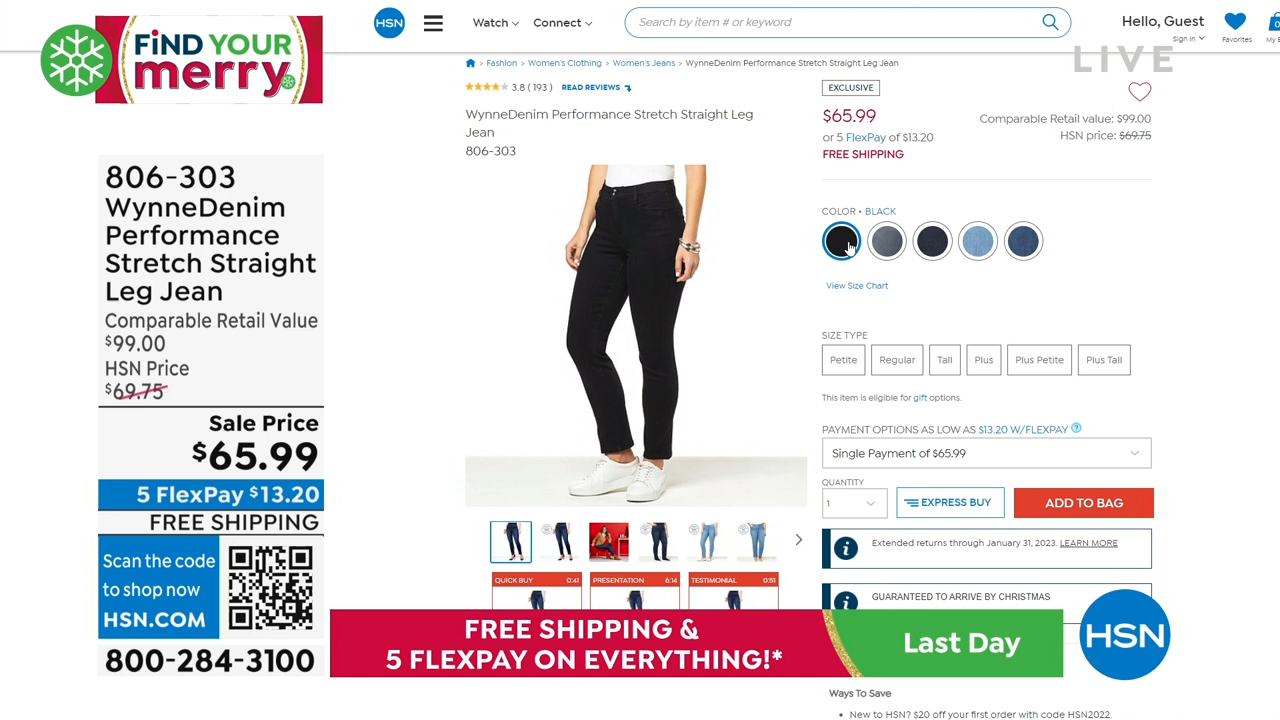 FiND YOUR
merry.
806-303
WynneDenim
Performance
Stretch Straight
Leg Jean
Comparable Retail Value
$99.00
HSN Price
$69.75
Sale Price
$65.99
5 FlexPay $13.20
FREE SHIPPING
Scan the code
to shop now
HSN.COM
800-284-3100
HSN
Watch
Connect
Search by item # or keyword
Hello, Guest
Sign In
Favorites
0
LIVE
Fashion > Women's Clothing > Women's Jeans > WynneDenim Performance Stretch Straight Leg Jean
3.8 ( 193 ) READ REVIEWS
WynneDenim Performance Stretch Straight Leg
Jean
806-303
EXCLUSIVE
$65.99
or 5 FlexPay of $13.20
FREE SHIPPING
Comparable Retail value: $99.00
HSN price: $69.75
COLOR • BLACK
View Size Chart
SIZE TYPE
Petite Regular Tall Plus Plus Petite Plus Tall
This item is eligible for gift options.
PAYMENT OPTIONS AS LOW AS $13.20 W/FLEXPAY ?
Single Payment of $65.99
QUANTITY
1
EXPRESS BUY
ADD TO BAG
Extended returns through January 31, 2023. LEARN MORE
GUARANTEED TO ARRIVE BY CHRISTMAS
QUICK BUY 0:41
PRESENTATION 6:14
TESTIMONIAL 0:51
FREE SHIPPING &
5 FLEXPAY ON EVERYTHING!*
Last Day
HSN
Ways To Save
• New to HSN? $20 off your first order with code HSN2022.